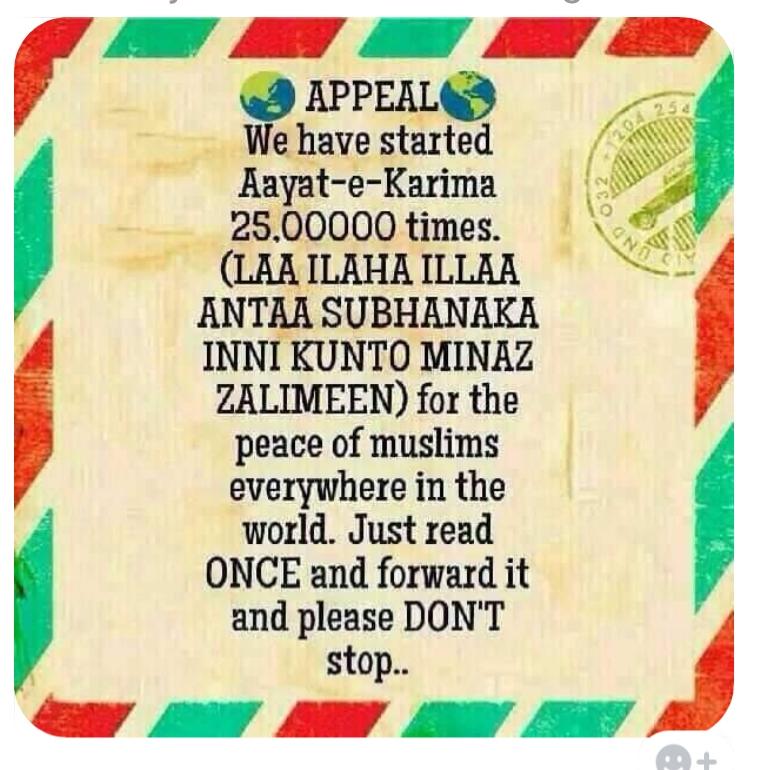 🌏 APPEAL🌎
We have started
Aayat-e-Karima
25,00000 times.
(LAA ILAHA ILLAA
ANTAA SUBHANAKA
INNI KUNTO MINAZ
ZALIMEEN) for the
peace of muslims
everywhere in the
world. Just read
ONCE and forward it
and please DON'T
stop..